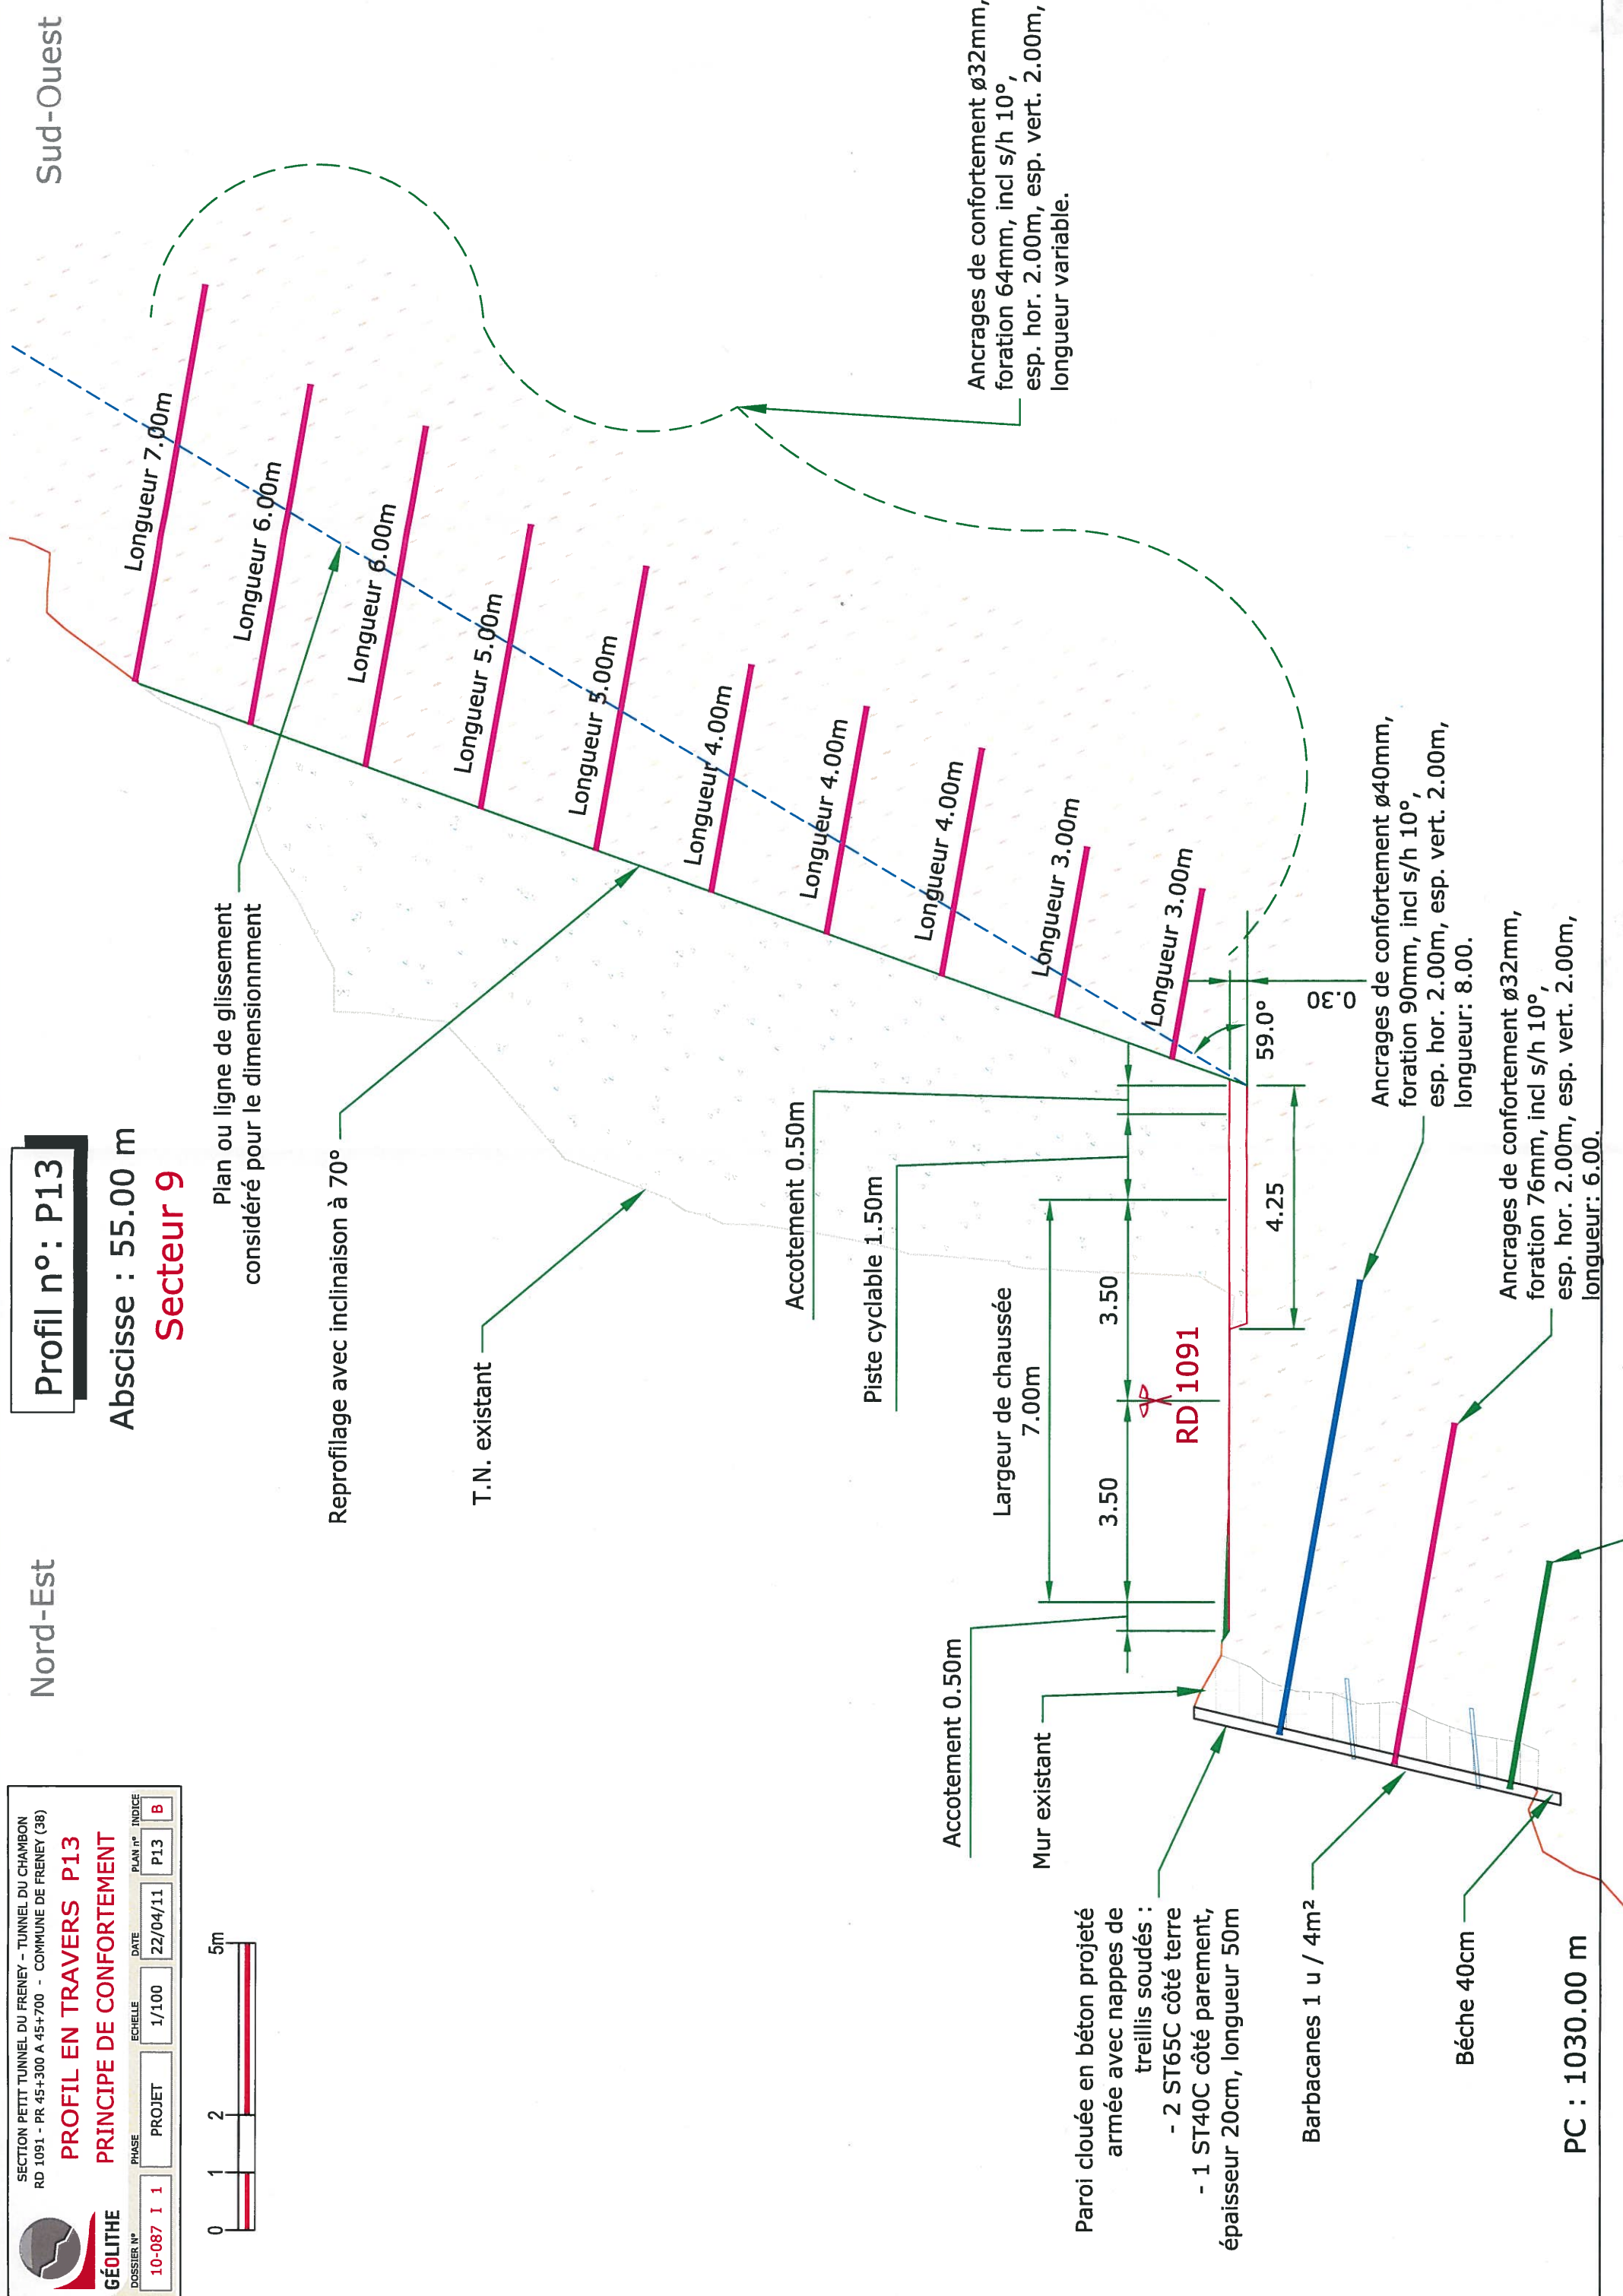 SECTION PETIT TUNNEL DU FRENEY - TUNNEL DU CHAMBON
RD 1091 - PR 45+300 A 45+700 - COMMUNE DE FRENEY (38)
PROFIL EN TRAVERS P13
PRINCIPE DE CONFORTEMENT
GÉOLITHE
DOSSIER N°
PHASE
ECHELLE
DATE
PLAN n°
INDICE
10-087 I 1
PROJET
1/100
22/04/11
P13
B
0
1
2
5m
Nord-Est
Profil n°: P13
Abscisse : 55.00 m
Secteur 9
Sud-Ouest
Plan ou ligne de glissement
considéré pour le dimensionnment
Reprofilage avec inclinaison à 70°
T.N. existant
Longueur 7.00m
Longueur 6.00m
Longueur 6.00m
Longueur 5.00m
Longueur 5.00m
Longueur 4.00m
Longueur 4.00m
Longueur 4.00m
Longueur 3.00m
Longueur 3.00m
Ancrages de confortement ø32mm,
foration 64mm, incl s/h 10°,
esp. hor. 2.00m, esp. vert. 2.00m,
longueur variable.
Accotement 0.50m
Piste cyclable 1.50m
Largeur de chaussée
7.00m
3.50
3.50
RD 1091
4.25
59.0°
0.30
Accotement 0.50m
Mur existant
Paroi clouée en béton projeté
armée avec nappes de
treillis soudés :
- 2 ST65C côté terre
- 1 ST40C côté parement,
épaisseur 20cm, longueur 50m
Barbacanes 1 u / 4m²
Béche 40cm
Ancrages de confortement ø40mm,
foration 90mm, incl s/h 10°,
esp. hor. 2.00m, esp. vert. 2.00m,
longueur: 8.00.
Ancrages de confortement ø32mm,
foration 76mm, incl s/h 10°,
esp. hor. 2.00m, esp. vert. 2.00m,
longueur: 6.00.
PC : 1030.00 m